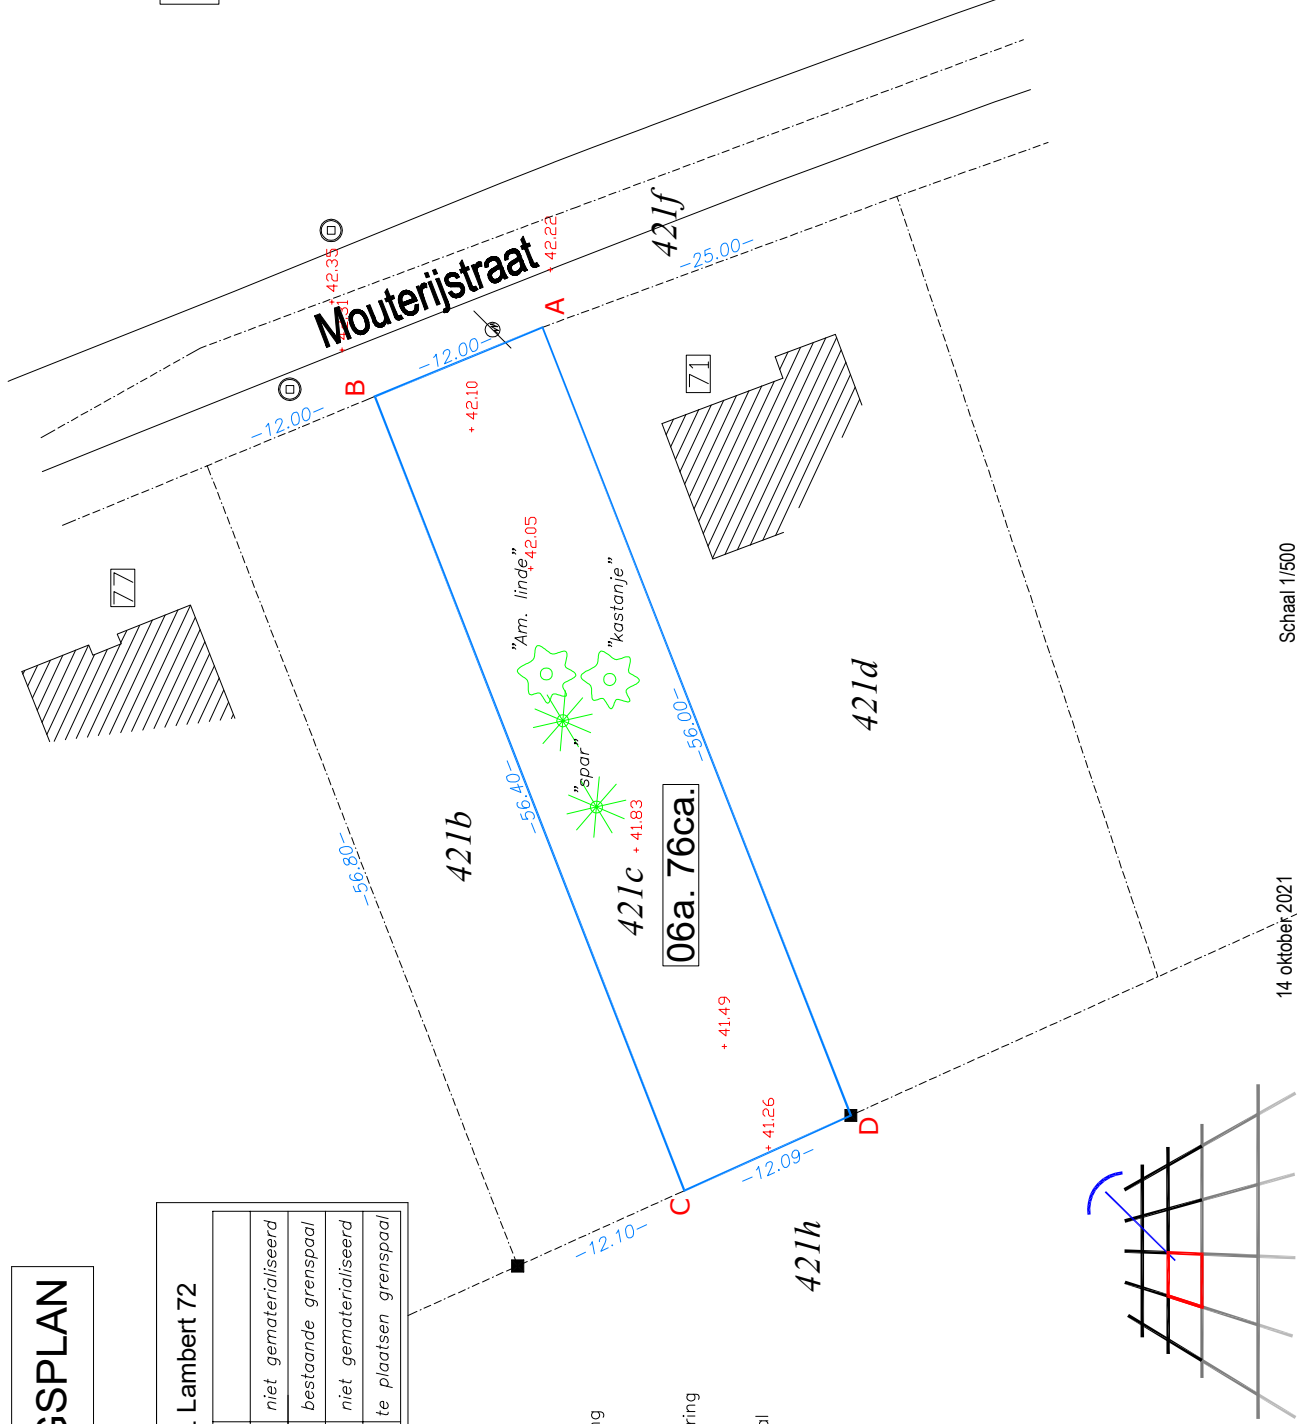 GSPLAN
. Lambert 72
niet gematerialiseerd
bestaande grenspaal
niet gematerialiseerd
te plaatsen grenspaal
ng
ring
al
77
71
Mouterijstraat
421f
421b
421c
421d
421h
06a. 76ca.
A
B
C
D
-12.00-
-12.00-
-25.00-
-56.80-
-56.40-
-56.00-
-12.10-
-12.09-
+ 42.35
+ 42.22
+ 42.10
+ 42.05
+ 41.83
+ 41.49
+ 41.26
"Am. linde"
"kastanje"
"spar"
14 oktober 2021
Schaal 1/500